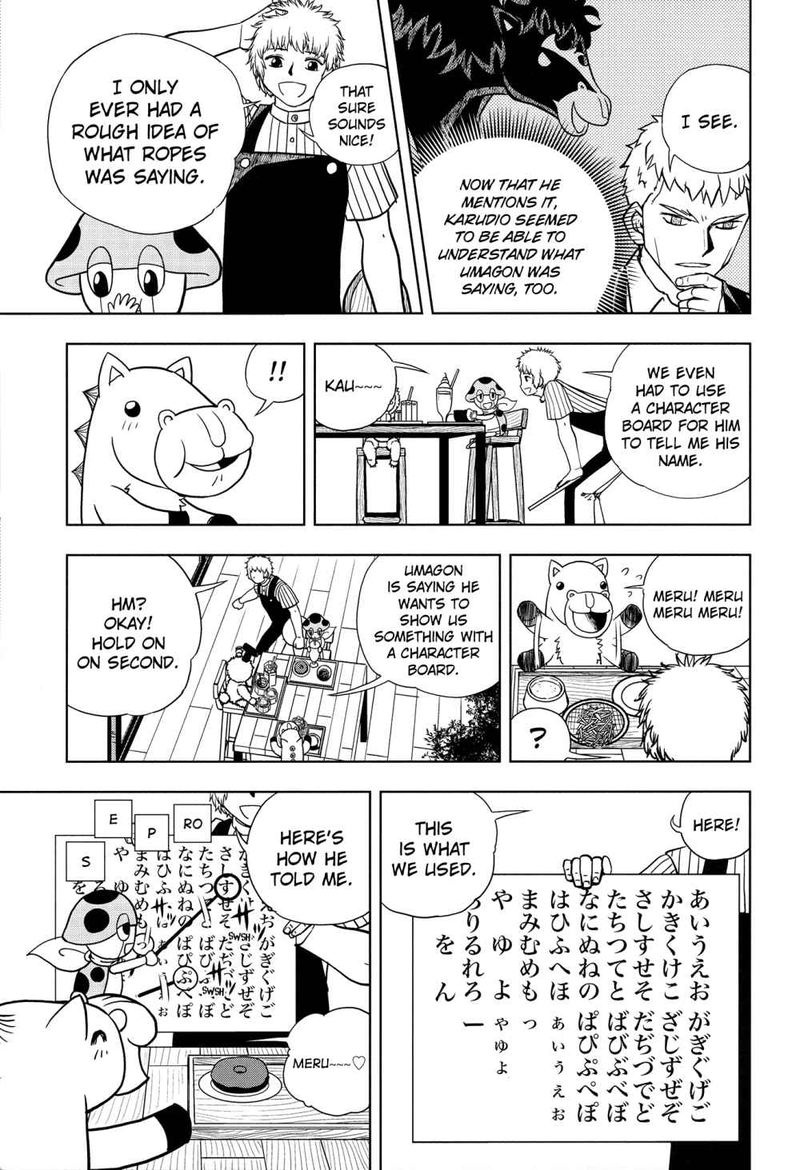 I SEE.
NOW THAT HE
MENTIONS IT,
KARUDIO SEEMED
TO BE ABLE TO
UNDERSTAND WHAT
UMAGON WAS
SAYING, TOO.
THAT
SURE
SOUNDS
NICE!
I ONLY
EVER HAD A
ROUGH IDEA OF
WHAT ROPES
WAS SAYING.
WE EVEN
HAD TO USE
A CHARACTER
BOARD FOR HIM
TO TELL ME HIS
NAME.
KAU~~~
!!
MERU! MERU
MERU MERU!
?
UMAGON
IS SAYING HE
WANTS TO
SHOW US
SOMETHING WITH
A CHARACTER
BOARD.
HM?
OKAY!
HOLD ON
ON SECOND.
HERE!
THIS
IS WHAT
WE USED.
あいうえお がぎぐげご
かきくけこ ざじずぜぞ
さしすせそ だぢづでど
たちつてと ばびぶべぼ
なにぬねの ぱぴぷぺぽ
はひふへほ ぁぃぅぇぉ
まみむめも っ
や ゆ よ ゃゅょ
りるれろ ー
を ん
HERE'S
HOW HE
TOLD ME.
RO
P
E
S
SWSH
SWSH
MERU~~~♡